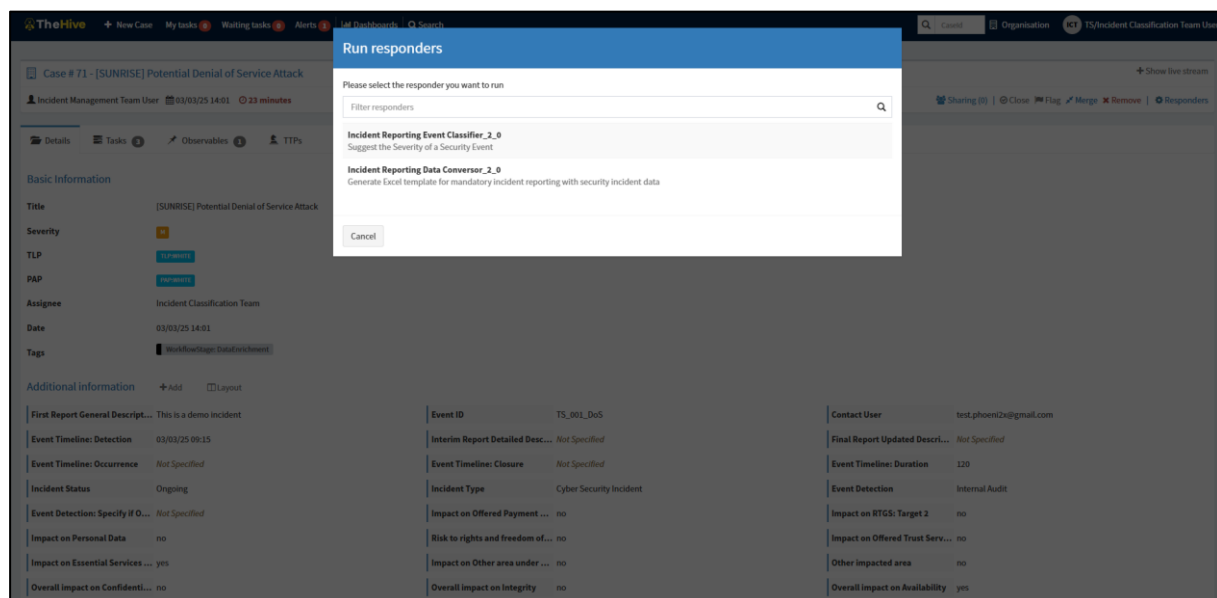 TheHive + New Case My tasks 0 Waiting tasks 0 Alerts Dashboards Search CaseId Organisation ICT TS/Incident Classification Team User
Run responders
Please select the responder you want to run
Filter responders
Incident Reporting Event Classifier_2_0
Suggest the Severity of a Security Event
Incident Reporting Data Conversor_2_0
Generate Excel template for mandatory incident reporting with security incident data
Cancel
Case # 71 - [SUNRISE] Potential Denial of Service Attack + Show live stream
Incident Management Team User 03/03/25 14:01 23 minutes Sharing (0) | Close Flag Merge Remove | Responders
Details Tasks Observables TTPs
Basic Information
Title [SUNRISE] Potential Denial of Service Attack
Severity M
TLP TLP:WHITE
PAP PAP:WHITE
Assignee Incident Classification Team
Date 03/03/25 14:01
Tags WorkflowStage: DataEnrichment
Additional information + Add Layout
First Report General Descript... This is a demo incident Event ID TS_001_DoS Contact User test.phoeni2x@gmail.com
Event Timeline: Detection 03/03/25 09:15 Interim Report Detailed Desc... Not Specified Final Report Updated Descri... Not Specified
Event Timeline: Occurrence Not Specified Event Timeline: Closure Not Specified Event Timeline: Duration 120
Incident Status Ongoing Incident Type Cyber Security Incident Event Detection Internal Audit
Event Detection: Specify if O... Not Specified Impact on Offered Payment ... no Impact on RTGS: Target 2 no
Impact on Personal Data no Risk to rights and freedom of... no Impact on Offered Trust Serv... no
Impact on Essential Services ... yes Impact on Other area under ... no Other impacted area no
Overall impact on Confidenti... no Overall impact on Integrity no Overall impact on Availability yes